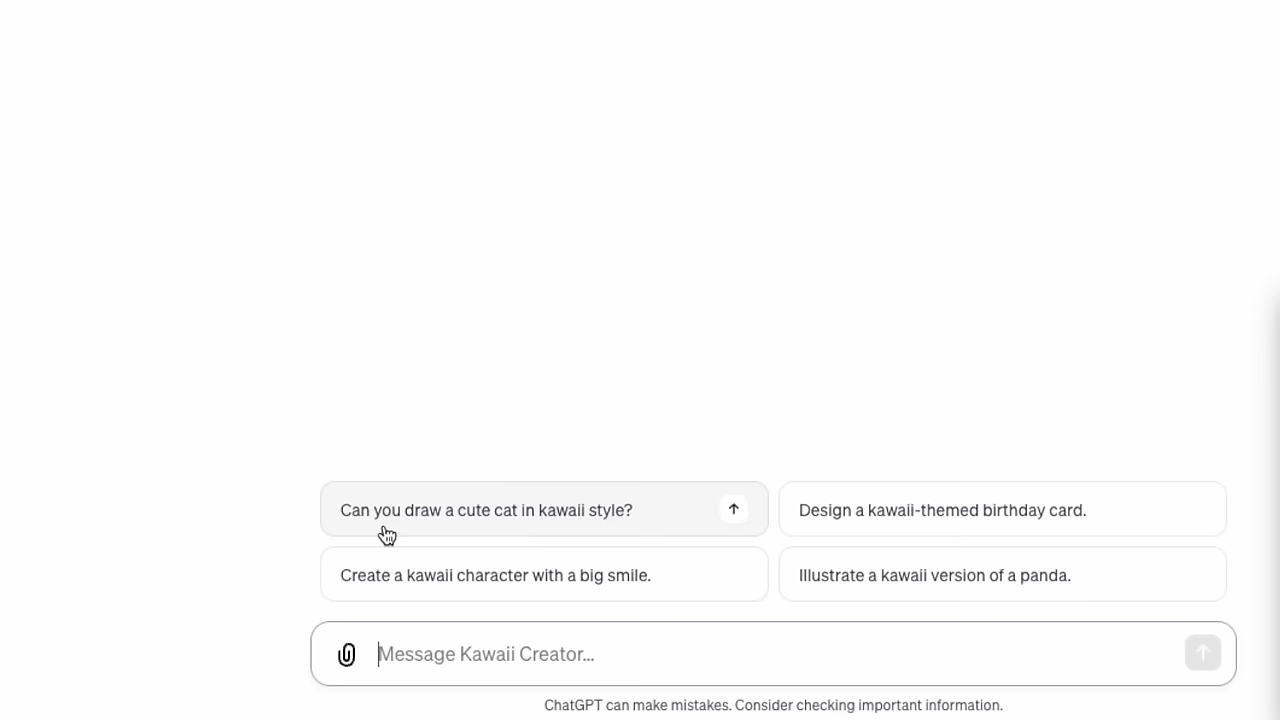 Can you draw a cute cat in kawaii style?
Design a kawaii-themed birthday card.
Create a kawaii character with a big smile.
Illustrate a kawaii version of a panda.
Message Kawaii Creator...
ChatGPT can make mistakes. Consider checking important information.